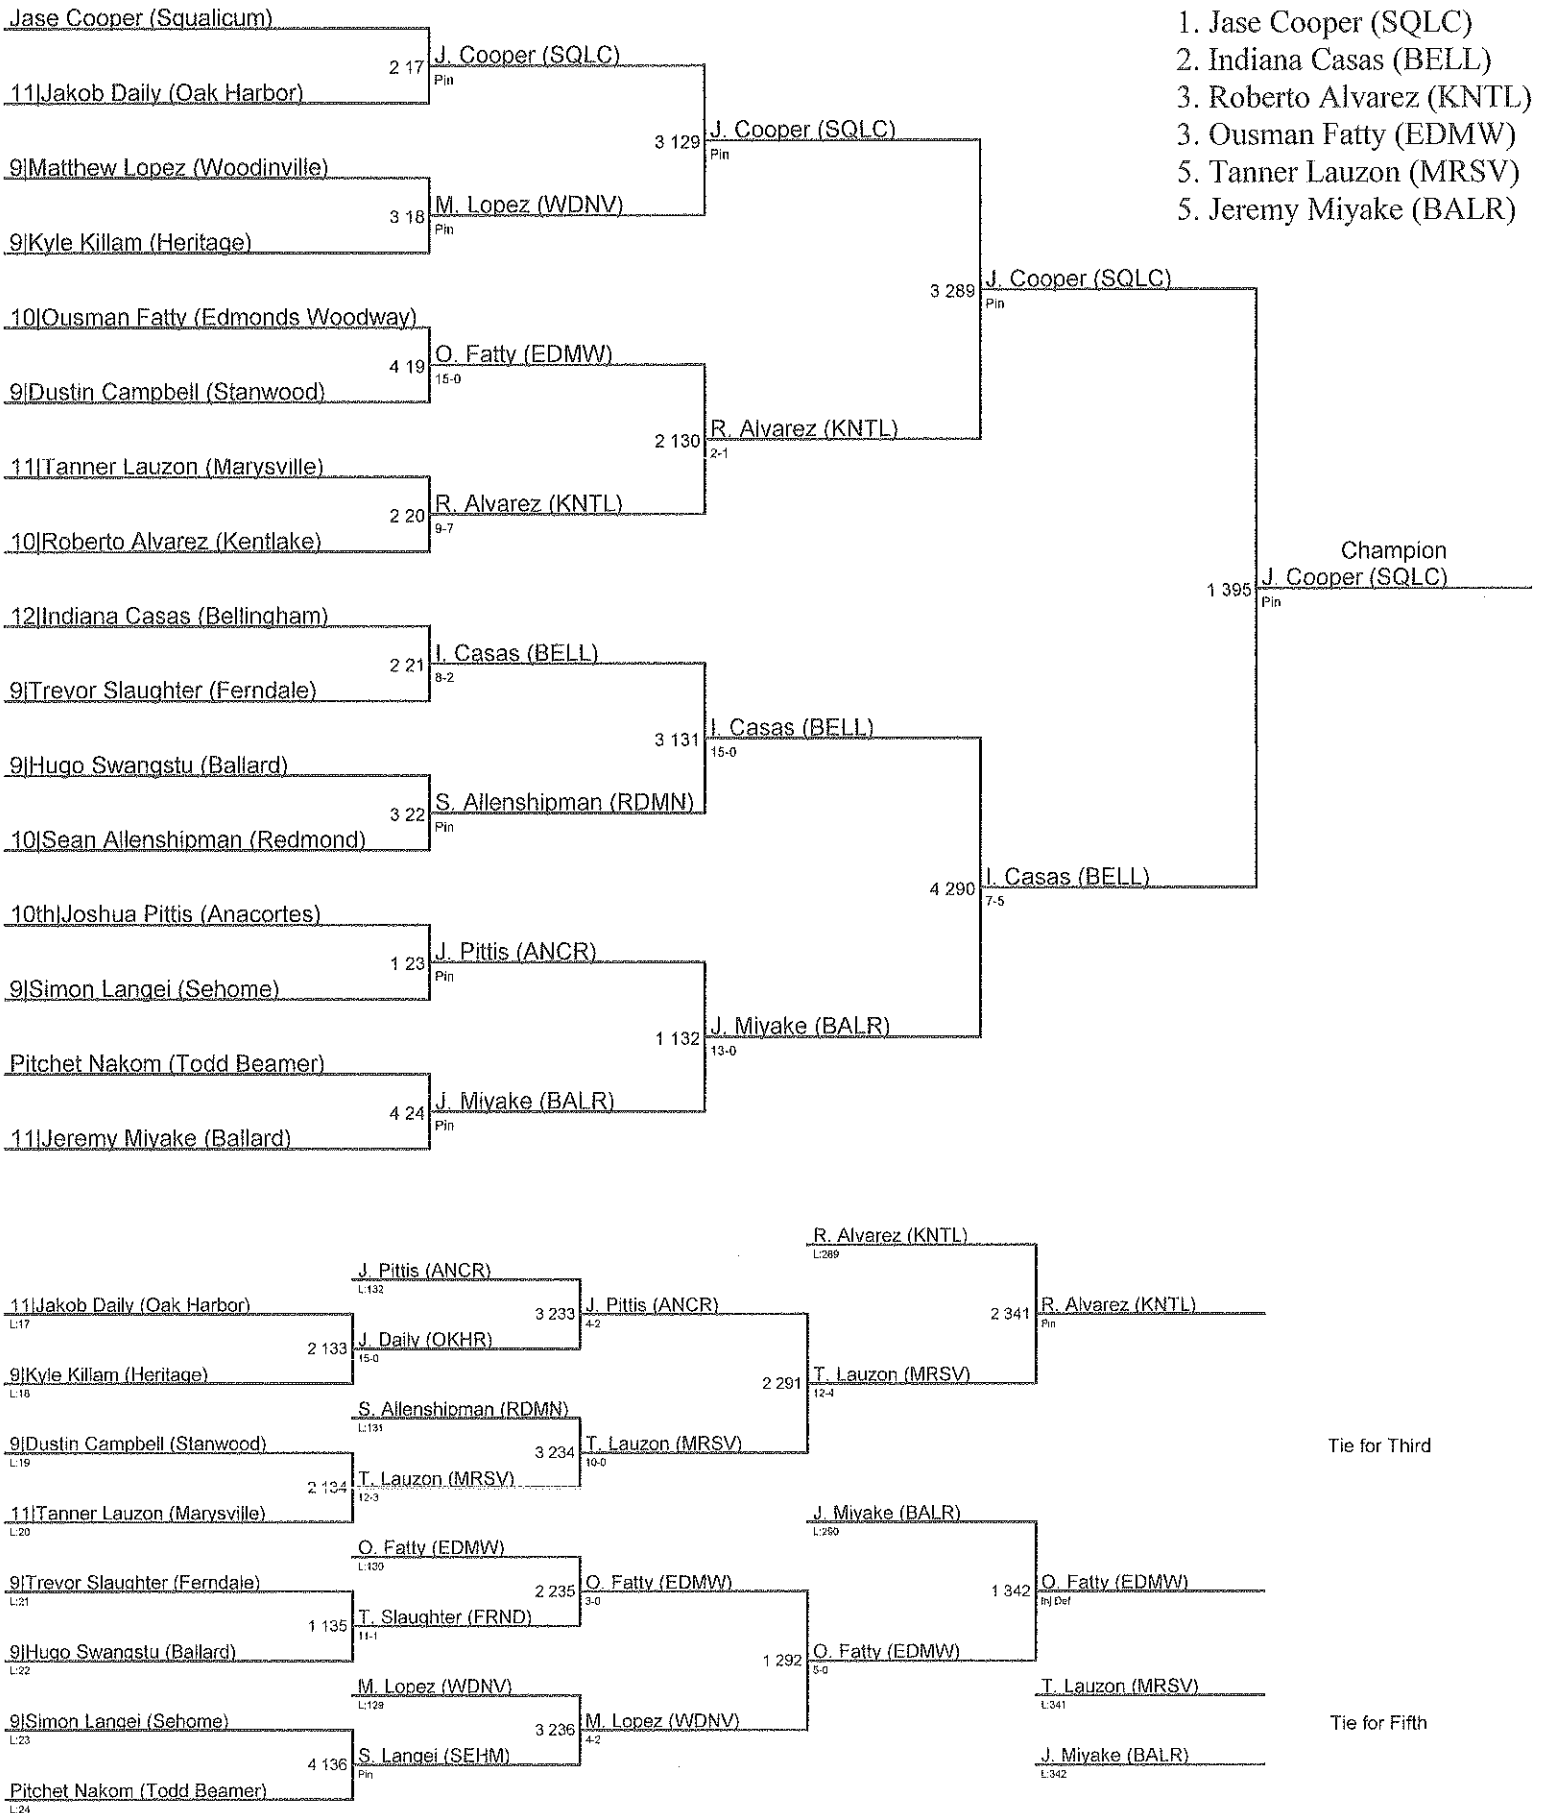 Jase Cooper (Squalicum)
2 17
J. Cooper (SQLC)
Pin
11|Jakob Daily (Oak Harbor)
3 129
J. Cooper (SQLC)
Pin
9|Matthew Lopez (Woodinville)
3 18
M. Lopez (WDNV)
Pin
9|Kyle Killam (Heritage)
3 289
J. Cooper (SQLC)
Pin
10|Ousman Fatty (Edmonds Woodway)
4 19
O. Fatty (EDMW)
15-0
9|Dustin Campbell (Stanwood)
2 130
R. Alvarez (KNTL)
2-1
11|Tanner Lauzon (Marysville)
2 20
R. Alvarez (KNTL)
9-7
10|Roberto Alvarez (Kentlake)
1. Jase Cooper (SQLC)
2. Indiana Casas (BELL)
3. Roberto Alvarez (KNTL)
3. Ousman Fatty (EDMW)
5. Tanner Lauzon (MRSV)
5. Jeremy Miyake (BALR)
Champion
1 395
J. Cooper (SQLC)
Pin
12|Indiana Casas (Bellingham)
2 21
I. Casas (BELL)
8-2
9|Trevor Slaughter (Ferndale)
3 131
I. Casas (BELL)
15-0
9|Hugo Swangstu (Ballard)
3 22
S. Allenshipman (RDMN)
Pin
10|Sean Allenshipman (Redmond)
4 290
I. Casas (BELL)
7-5
10th|Joshua Pittis (Anacortes)
1 23
J. Pittis (ANCR)
Pin
9|Simon Langei (Sehome)
1 132
J. Miyake (BALR)
13-0
Pitchet Nakom (Todd Beamer)
4 24
J. Miyake (BALR)
Pin
11|Jeremy Miyake (Ballard)
R. Alvarez (KNTL)
L:289
J. Pittis (ANCR)
L:132
11|Jakob Daily (Oak Harbor)
L:17
3 233
J. Pittis (ANCR)
4-2
2 341
R. Alvarez (KNTL)
Pin
2 133
J. Daily (OKHR)
15-0
9|Kyle Killam (Heritage)
L:18
2 291
T. Lauzon (MRSV)
12-4
S. Allenshipman (RDMN)
L:131
9|Dustin Campbell (Stanwood)
L:19
3 234
T. Lauzon (MRSV)
10-0
Tie for Third
2 134
T. Lauzon (MRSV)
12-3
11|Tanner Lauzon (Marysville)
L:20
J. Miyake (BALR)
L:290
O. Fatty (EDMW)
L:130
9|Trevor Slaughter (Ferndale)
L:21
2 235
O. Fatty (EDMW)
3-0
1 342
O. Fatty (EDMW)
Inj Def
1 135
T. Slaughter (FRND)
11-1
9|Hugo Swangstu (Ballard)
L:22
1 292
O. Fatty (EDMW)
5-0
M. Lopez (WDNV)
L:129
T. Lauzon (MRSV)
L:341
9|Simon Langei (Sehome)
L:23
3 236
M. Lopez (WDNV)
4-2
Tie for Fifth
4 136
S. Langei (SEHM)
Pin
J. Miyake (BALR)
L:342
Pitchet Nakom (Todd Beamer)
L:24